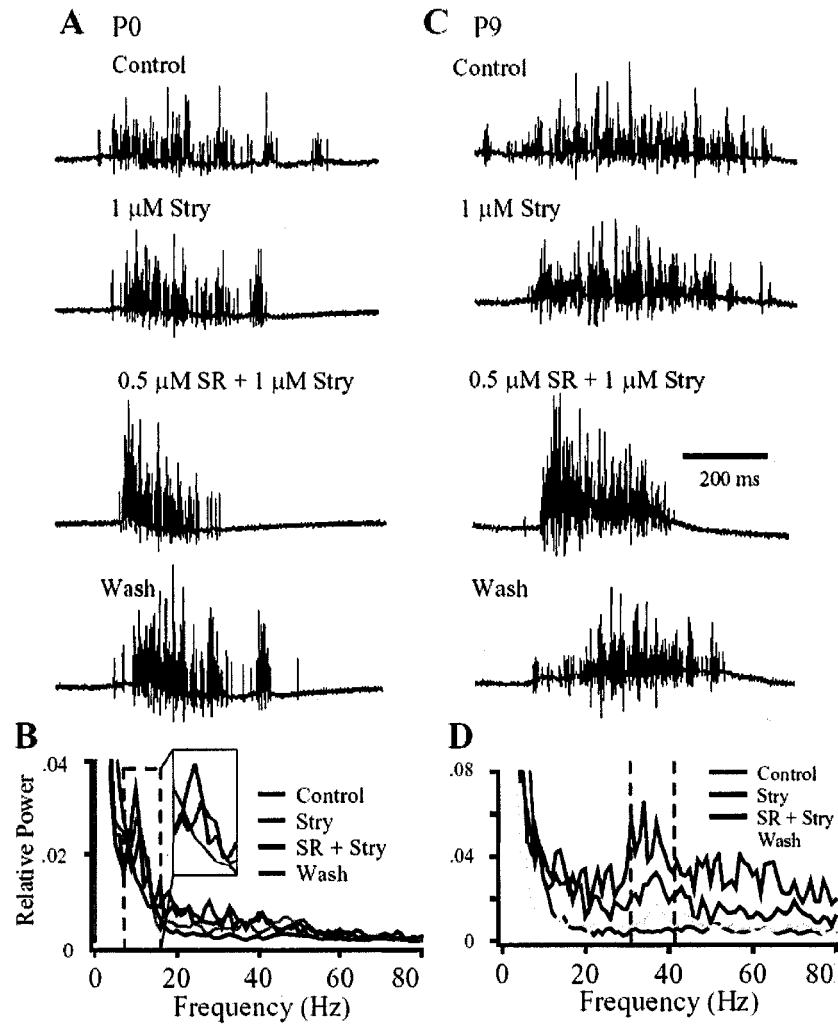 A P0
Control
1 μM Stry
0.5 μM SR + 1 μM Stry
Wash
C P9
Control
1 μM Stry
0.5 μM SR + 1 μM Stry
200 ms
Wash
B
.04
.02
0
Relative Power
Control
Stry
SR + Stry
Wash
0 20 40 60 80
Frequency (Hz)
D
.08
.04
0
Control
Stry
SR + Stry
Wash
0 20 40 60 80
Frequency (Hz)